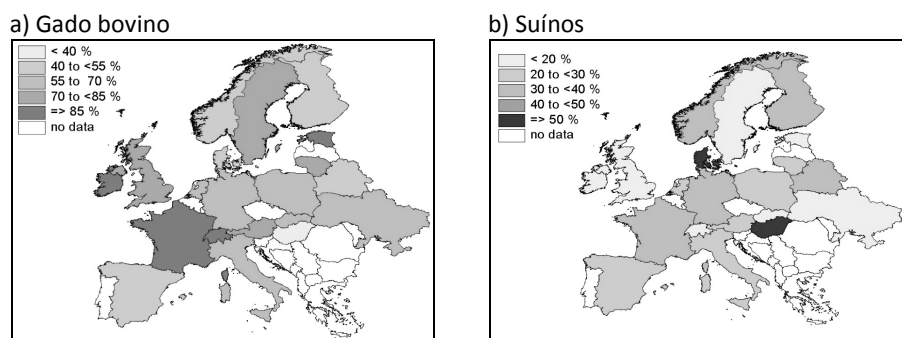 a) Gado bovino
< 40 %
40 to <55 %
55 to 70 %
70 to <85 %
=> 85 %
no data
b) Suínos
< 20 %
20 to <30 %
30 to <40 %
40 to <50 %
=> 50 %
no data